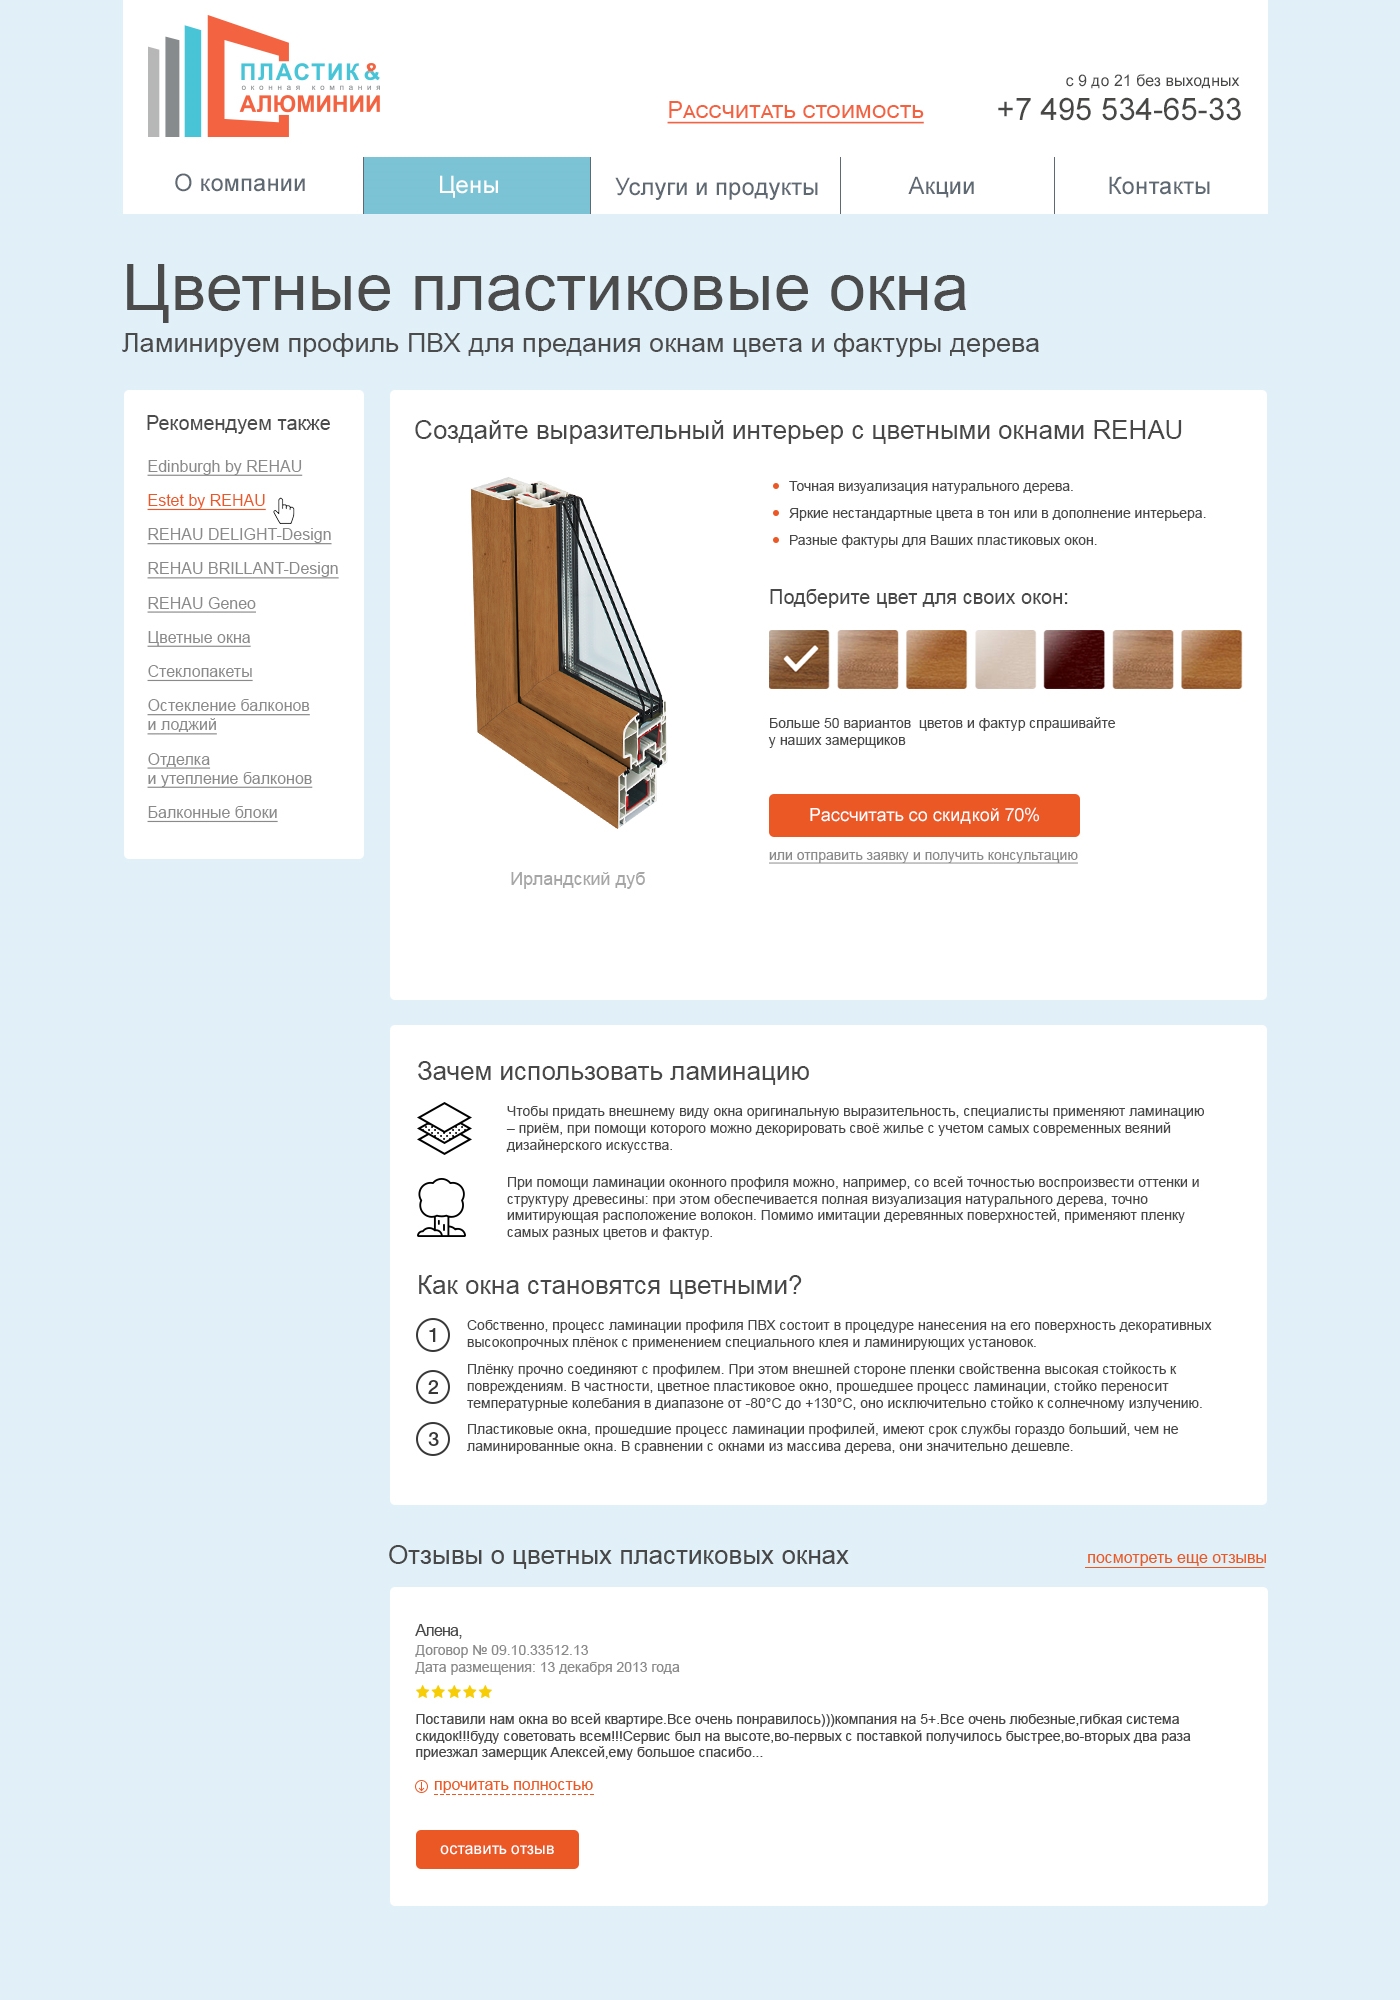 ПЛАСТИК &
оконная компания
АЛЮМИНИИ
Рассчитать стоимость
с 9 до 21 без выходных
+7 495 534-65-33
О компании
Цены
Услуги и продукты
Акции
Контакты
Цветные пластиковые окна
Ламинируем профиль ПВХ для предания окнам цвета и фактуры дерева
Рекомендуем также
Edinburgh by REHAU
Estet by REHAU
REHAU DELIGHT-Design
REHAU BRILLANT-Design
REHAU Geneo
Цветные окна
Стеклопакеты
Остекление балконов
и лоджий
Отделка
и утепление балконов
Балконные блоки
Создайте выразительный интерьер с цветными окнами REHAU
Точная визуализация натурального дерева.
Яркие нестандартные цвета в тон или в дополнение интерьера.
Разные фактуры для Ваших пластиковых окон.
Подберите цвет для своих окон:
Больше 50 вариантов  цветов и фактур спрашивайте
у наших замерщиков
Рассчитать со скидкой 70%
или отправить заявку и получить консультацию
Ирландский дуб
Зачем использовать ламинацию
Чтобы придать внешнему виду окна оригинальную выразительность, специалисты применяют ламинацию
– приём, при помощи которого можно декорировать своё жилье с учетом самых современных веяний
дизайнерского искусства.
При помощи ламинации оконного профиля можно, например, со всей точностью воспроизвести оттенки и
структуру древесины: при этом обеспечивается полная визуализация натурального дерева, точно
имитирующая расположение волокон. Помимо имитации деревянных поверхностей, применяют пленку
самых разных цветов и фактур.
Как окна становятся цветными?
1
Собственно, процесс ламинации профиля ПВХ состоит в процедуре нанесения на его поверхность декоративных
высокопрочных плёнок с применением специального клея и ламинирующих установок.
2
Плёнку прочно соединяют с профилем. При этом внешней стороне пленки свойственна высокая стойкость к
повреждениям. В частности, цветное пластиковое окно, прошедшее процесс ламинации, стойко переносит
температурные колебания в диапазоне от -80°С до +130°С, оно исключительно стойко к солнечному излучению.
3
Пластиковые окна, прошедшие процесс ламинации профилей, имеют срок службы гораздо больший, чем не
ламинированные окна. В сравнении с окнами из массива дерева, они значительно дешевле.
Отзывы о цветных пластиковых окнах
посмотреть еще отзывы
Алена,
Договор № 09.10.33512.13
Дата размещения: 13 декабря 2013 года
Поставили нам окна во всей квартире.Все очень понравилось)))компания на 5+.Все очень любезные,гибкая система
скидок!!!буду советовать всем!!!Сервис был на высоте,во-первых с поставкой получилось быстрее,во-вторых два раза
приезжал замерщик Алексей,ему большое спасибо...
прочитать полностью
оставить отзыв